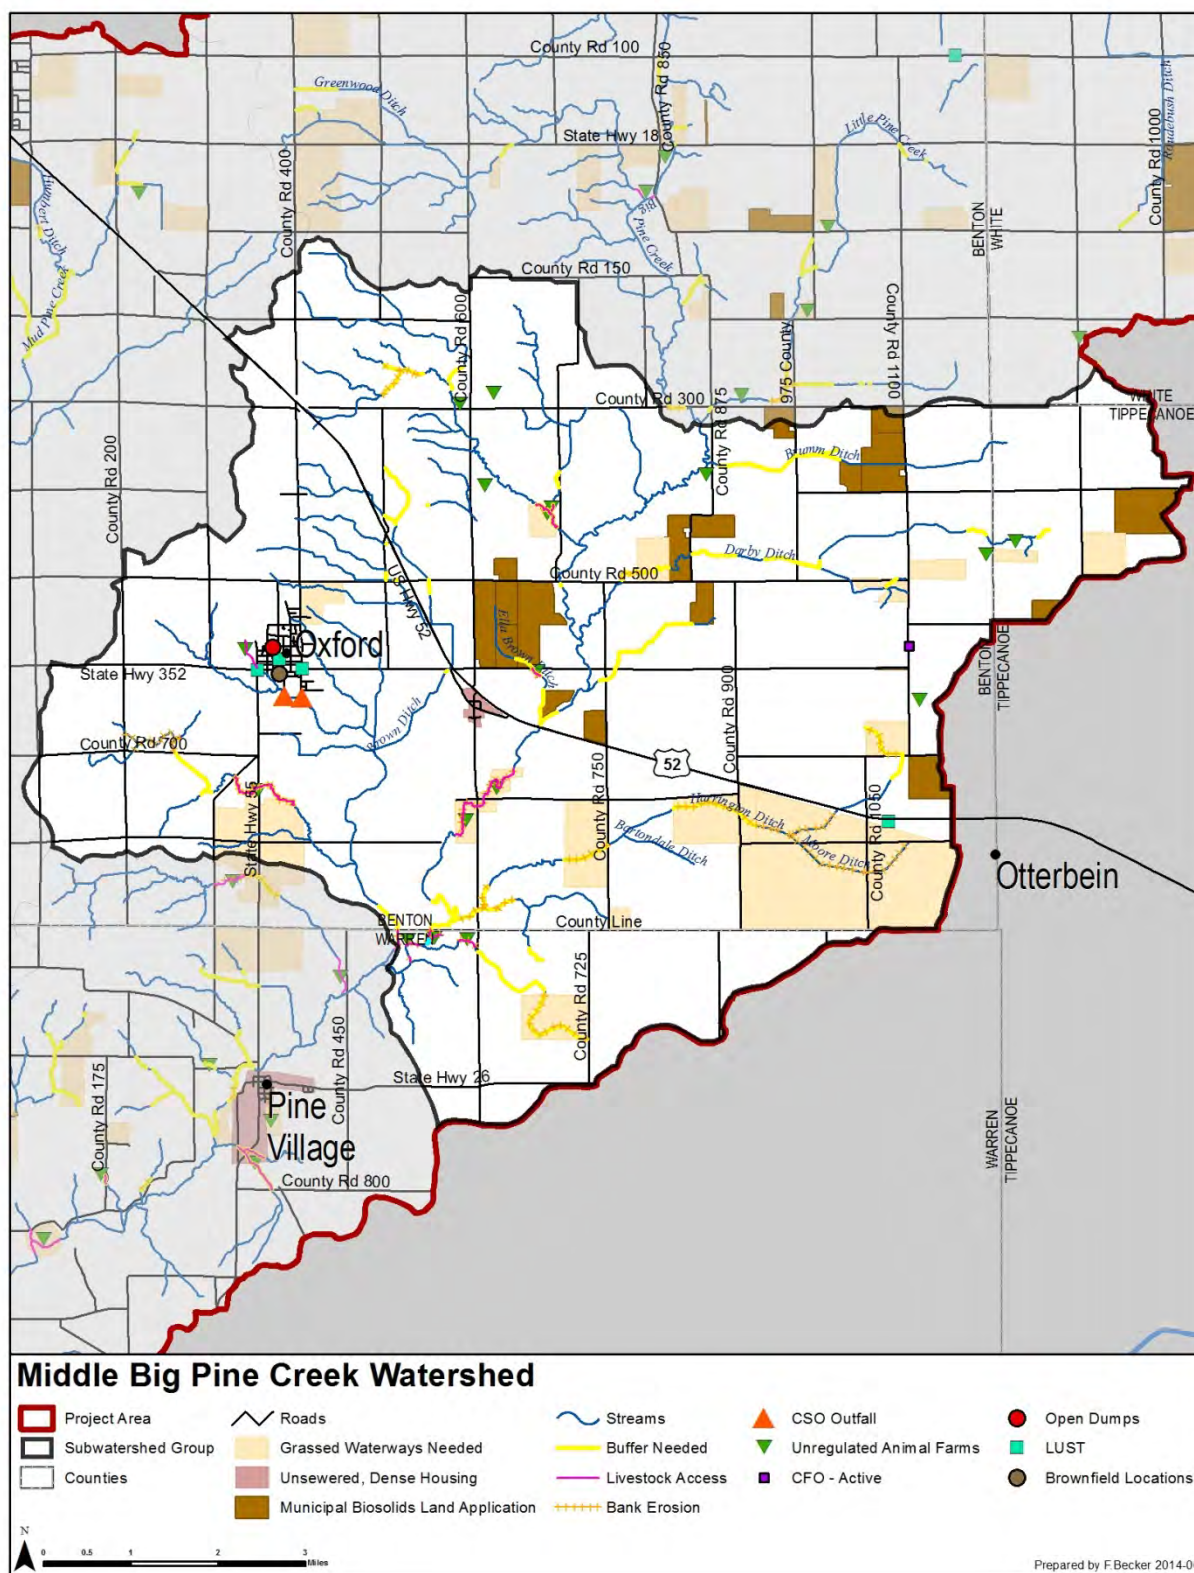 County Rd 100
County Rd 850
Greenwood Ditch
State Hwy 18
Little Pine Creek
County Rd 1000
Roudebush Ditch
County Rd 400
Humbert Ditch
Mud Pine Creek
Big Pine Creek
BENTON
WHITE
County Rd 150
County Rd 600
975 County
County Rd 1100
County Rd 300
County Rd 875
WHITE
TIPPECANOE
County Rd 200
Brumm Ditch
Darby Ditch
County Rd 500
US Hwy 52
Ella Brown Ditch
Oxford
State Hwy 352
BENTON
TIPPECANOE
County Rd 900
Brown Ditch
County Rd 700
52
County Rd 750
State Hwy 55
Harrington Ditch
Bartondale Ditch
Moore Ditch
County Rd 1050
Otterbein
BENTON
WARREN
County Line
County Rd 725
County Rd 450
State Hwy 26
County Rd 175
Pine
Village
WARREN
TIPPECANOE
County Rd 800
Middle Big Pine Creek Watershed
Project Area
Subwatershed Group
Counties
Roads
Grassed Waterways Needed
Unsewered, Dense Housing
Municipal Biosolids Land Application
Streams
Buffer Needed
Livestock Access
Bank Erosion
CSO Outfall
Unregulated Animal Farms
CFO - Active
Open Dumps
LUST
Brownfield Locations
N
0 0.5 1 2 3
Miles
Prepared by F.Becker 2014-0